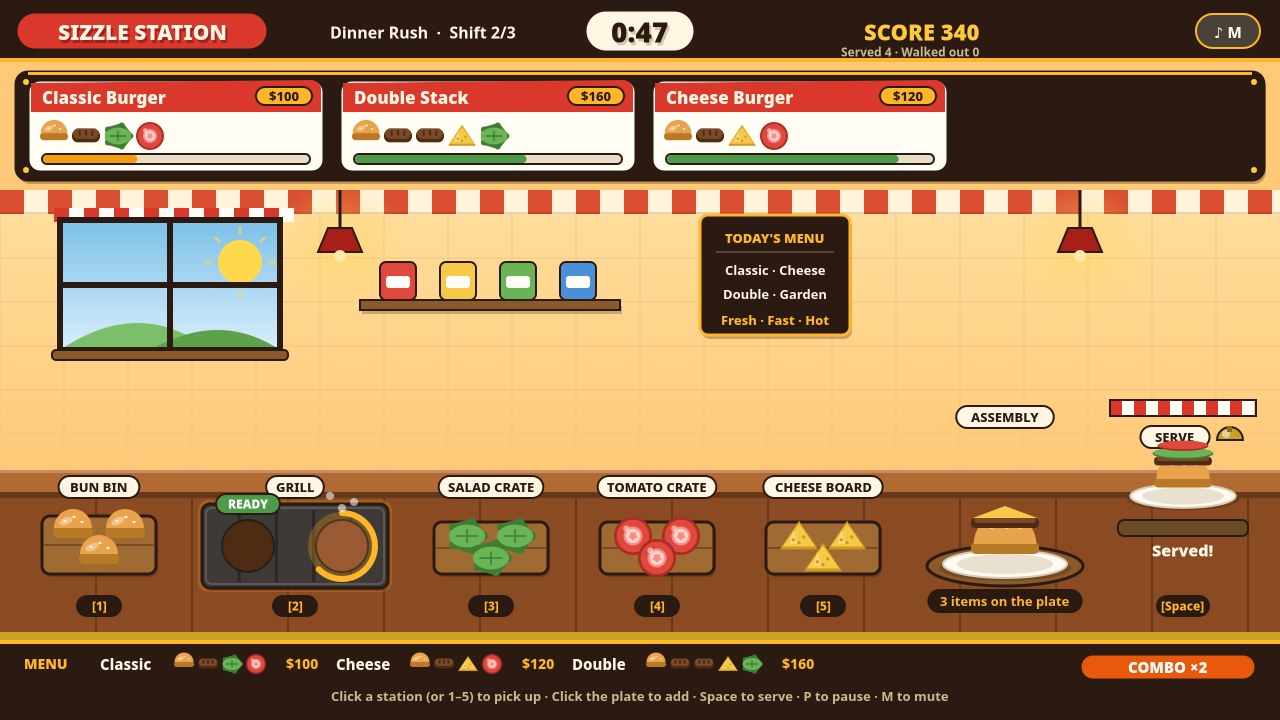 SIZZLE STATION
Dinner Rush · Shift 2/3
0:47
SCORE 340
Served 4 · Walked out 0
♪ M
Classic Burger
$100
Double Stack
$160
Cheese Burger
$120
TODAY'S MENU
Classic · Cheese
Double · Garden
Fresh · Fast · Hot
ASSEMBLY
SERVE
BUN BIN
GRILL
READY
SALAD CRATE
TOMATO CRATE
CHEESE BOARD
Served!
[1]
[2]
[3]
[4]
[5]
3 items on the plate
[Space]
MENU
Classic
$100
Cheese
$120
Double
$160
COMBO ×2
Click a station (or 1–5) to pick up · Click the plate to add · Space to serve · P to pause · M to mute